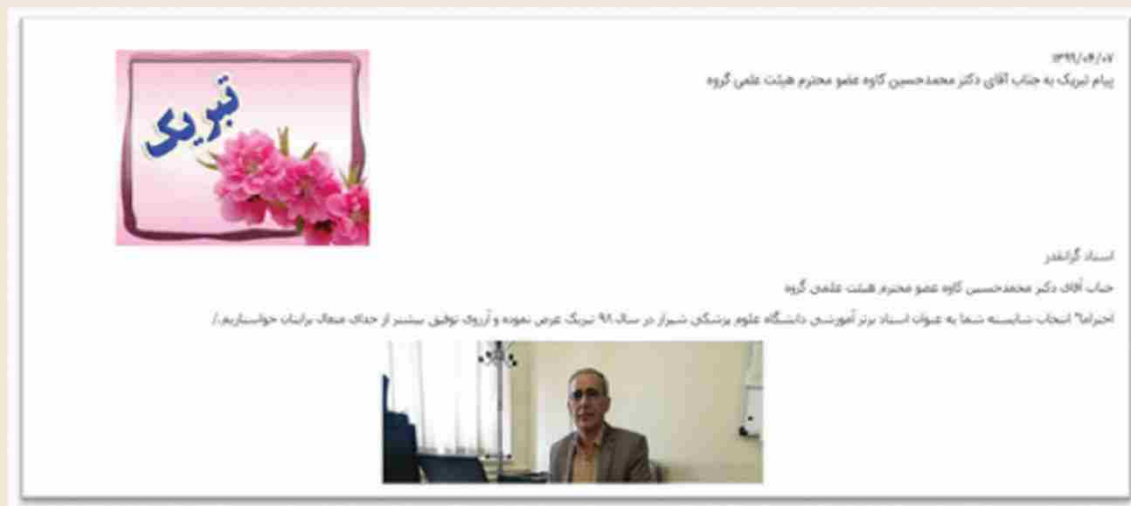 ۱۳۹۹/۰۴/۰۷
پیام تبریک به جناب آقای دکتر محمدحسین کاوه عضو محترم هیئت علمی گروه
تبریک
استاد گرانقدر
جناب آقای دکتر محمدحسین کاوه عضو محترم هیئت علمی گروه
احتراما" انتخاب شایسته شما به عنوان استاد برتر آموزشی دانشگاه علوم پزشکی شیراز در سال ۹۸ تبریک عرض نموده و آرزوی توفیق بیشتر از خدای متعال برایتان خواستاریم./